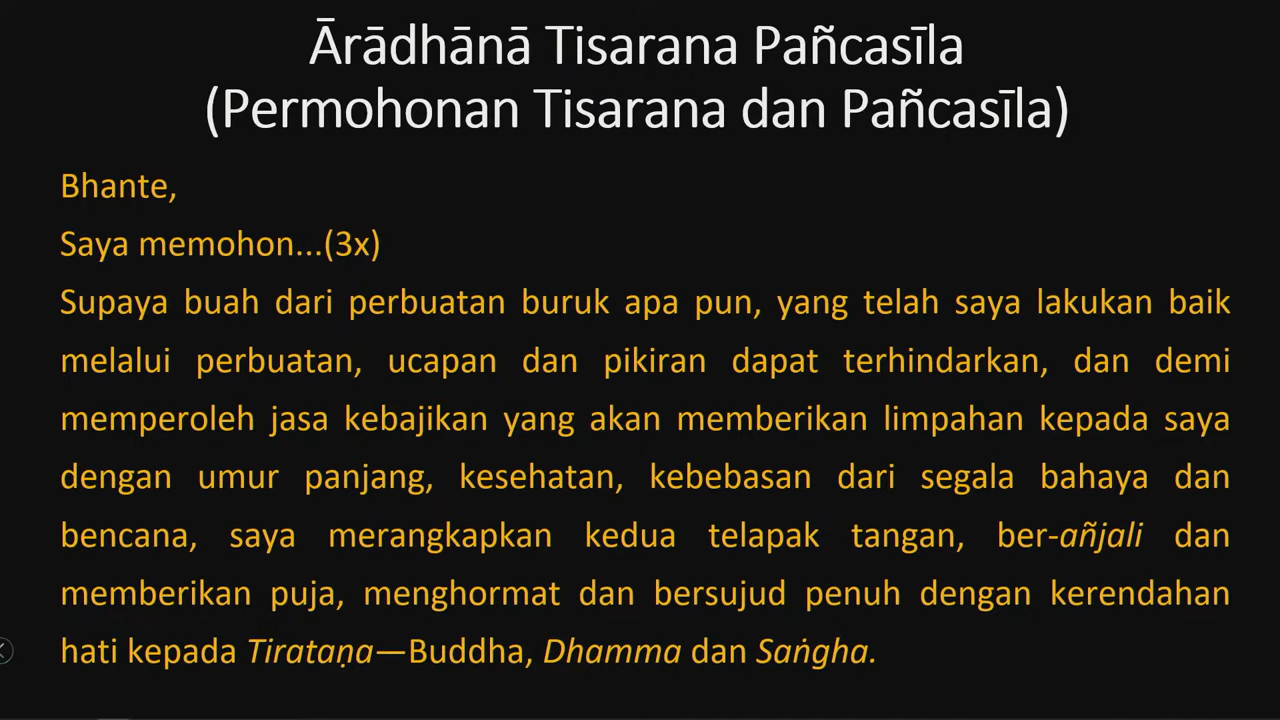 Ārādhānā Tisarana Pañcasīla
(Permohonan Tisarana dan Pañcasīla)
Bhante,
Saya memohon...(3x)
Supaya buah dari perbuatan buruk apa pun, yang telah saya lakukan baik
melalui perbuatan, ucapan dan pikiran dapat terhindarkan, dan demi
memperoleh jasa kebajikan yang akan memberikan limpahan kepada saya
dengan umur panjang, kesehatan, kebebasan dari segala bahaya dan
bencana, saya merangkapkan kedua telapak tangan, ber-añjali dan
memberikan puja, menghormat dan bersujud penuh dengan kerendahan
hati kepada Tirataṇa—Buddha, Dhamma dan Saṅgha.